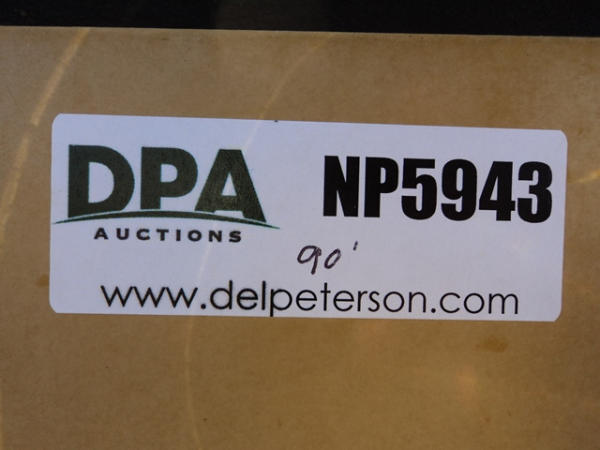 DPA
AUCTIONS
NP5943
90'
www.delpeterson.com